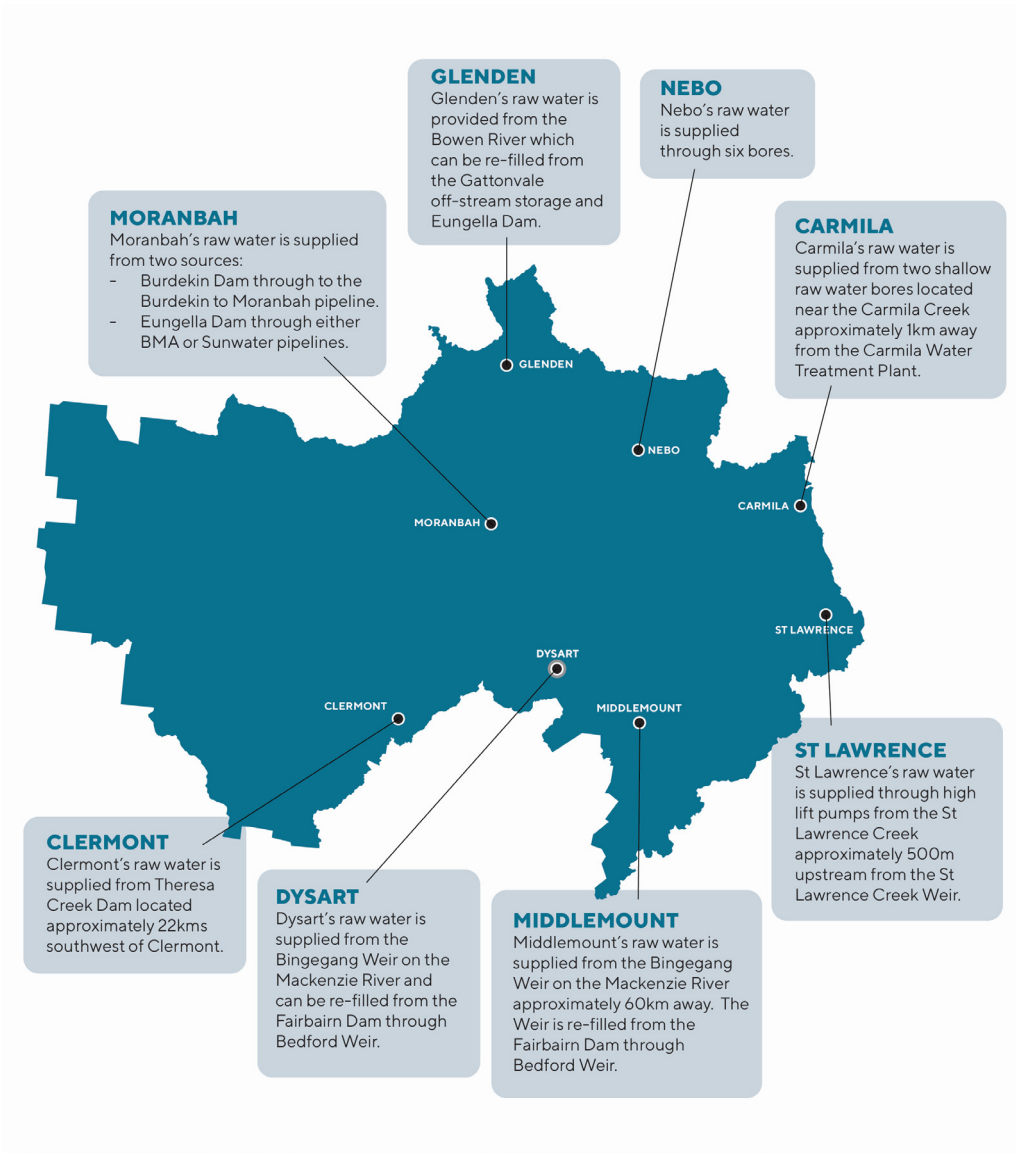 GLENDEN
Glenden's raw water is
provided from the
Bowen River which
can be re-filled from
the Gattonvale
off-stream storage and
Eungella Dam.
NEBO
Nebo's raw water
is supplied
through six bores.
MORANBAH
Moranbah's raw water is supplied
from two sources:
- Burdekin Dam through to the
Burdekin to Moranbah pipeline.
- Eungella Dam through either
BMA or Sunwater pipelines.
CARMILA
Carmila's raw water is
supplied from two shallow
raw water bores located
near the Carmila Creek
approximately 1km away
from the Carmila Water
Treatment Plant.
GLENDEN
NEBO
CARMILA
MORANBAH
ST LAWRENCE
DYSART
CLERMONT
MIDDLEMOUNT
ST LAWRENCE
St Lawrence's raw water
is supplied through high
lift pumps from the St
Lawrence Creek
approximately 500m
upstream from the St
Lawrence Creek Weir.
CLERMONT
Clermont's raw water is
supplied from Theresa
Creek Dam located
approximately 22kms
southwest of Clermont.
DYSART
Dysart's raw water is
supplied from the
Bingegang Weir on the
Mackenzie River and
can be re-filled from the
Fairbairn Dam through
Bedford Weir.
MIDDLEMOUNT
Middlemount's raw water is
supplied from the Bingegang
Weir on the Mackenzie River
approximately 60km away. The
Weir is re-filled from the
Fairbairn Dam through
Bedford Weir.